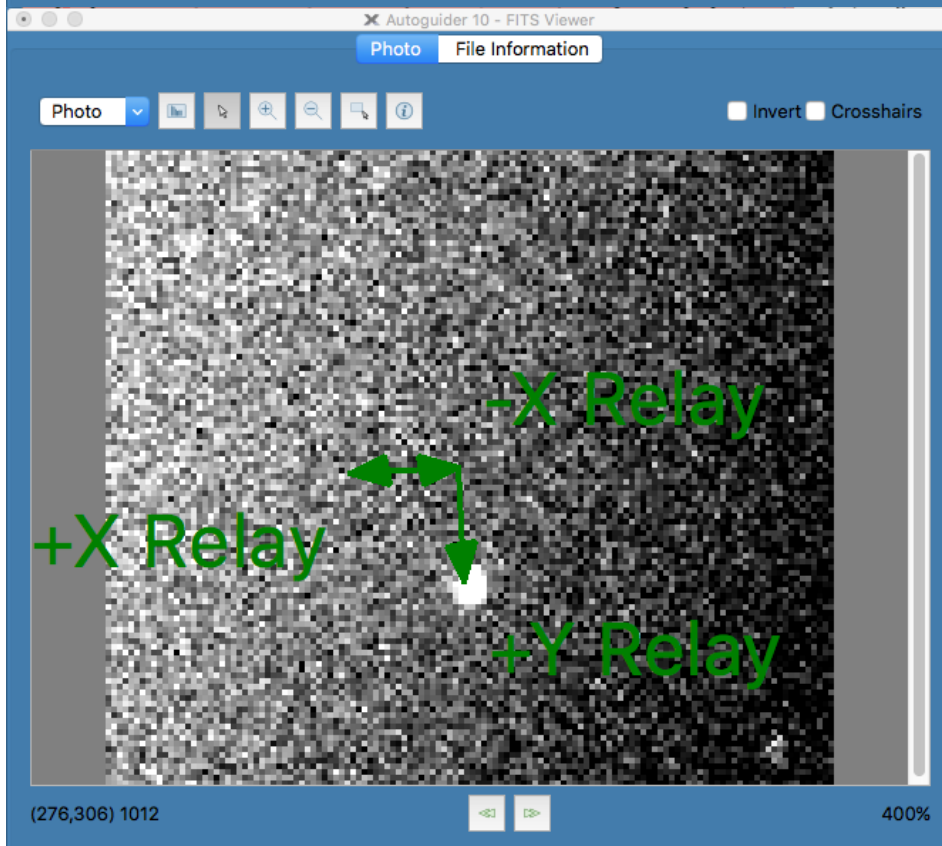 X Autoguider 10 - FITS Viewer
Photo File Information
Photo Invert Crosshairs
-X Relay
+X Relay
+Y Relay
(276,306) 1012 400%